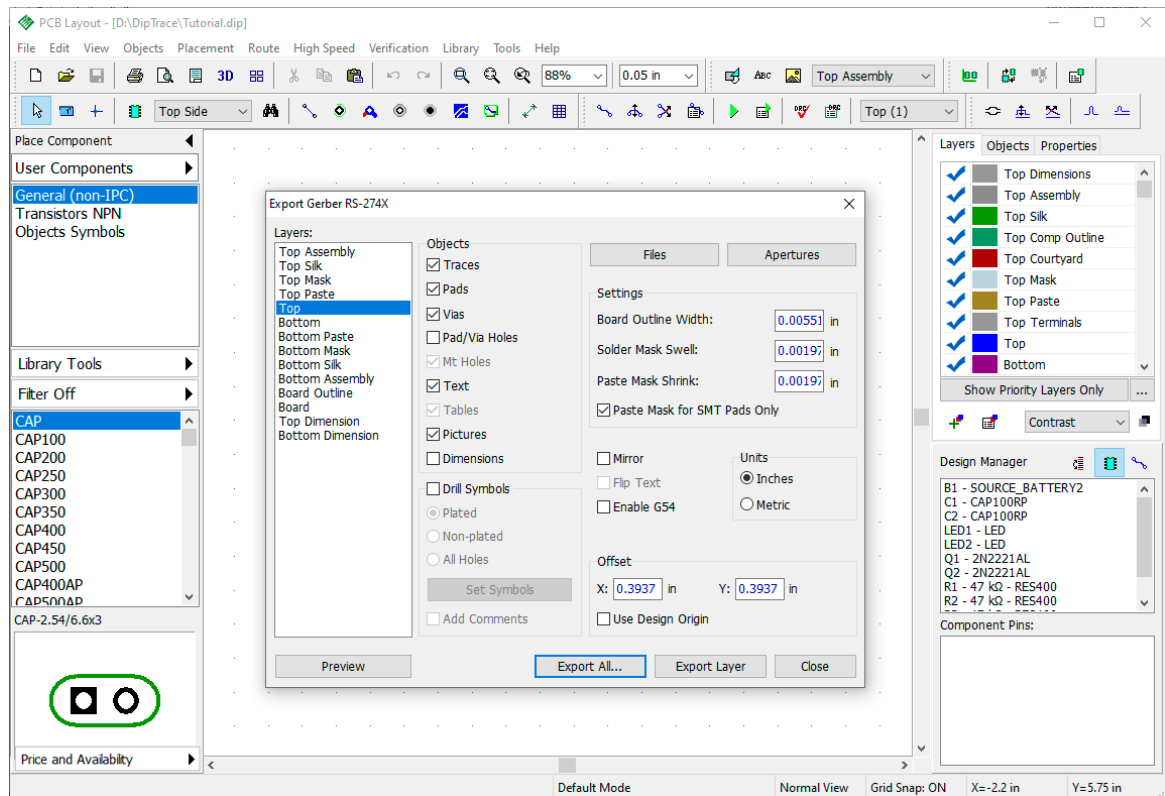 PCB Layout - [D:\DipTrace\Tutorial.dip]
File Edit View Objects Placement Route High Speed Verification Library Tools Help
3D 88% 0.05 in ABC Top Assembly
Top Side Top (1)
Place Component
User Components
General (non-IPC)
Transistors NPN
Objects Symbols
Library Tools
Filter Off
CAP
CAP100
CAP200
CAP250
CAP300
CAP350
CAP400
CAP450
CAP500
CAP400AP
CAP500AP
CAP-2.54/6.6x3
Price and Availability
Export Gerber RS-274X
Layers:
Top Assembly
Top Silk
Top Mask
Top Paste
Top
Bottom
Bottom Paste
Bottom Mask
Bottom Silk
Bottom Assembly
Board Outline
Board
Top Dimension
Bottom Dimension
Objects
Traces
Pads
Vias
Pad/Via Holes
Mt Holes
Text
Tables
Pictures
Dimensions
Drill Symbols
Plated
Non-plated
All Holes
Set Symbols
Add Comments
Files Apertures
Settings
Board Outline Width: 0.00551 in
Solder Mask Swell: 0.00197 in
Paste Mask Shrink: 0.00197 in
Paste Mask for SMT Pads Only
Mirror
Flip Text
Enable G54
Units
Inches
Metric
Offset
X: 0.3937 in Y: 0.3937 in
Use Design Origin
Preview Export All... Export Layer Close
Layers Objects Properties
Top Dimensions
Top Assembly
Top Silk
Top Comp Outline
Top Courtyard
Top Mask
Top Paste
Top Terminals
Top
Bottom
Show Priority Layers Only ...
Contrast
Design Manager
B1 - SOURCE_BATTERY2
C1 - CAP100RP
C2 - CAP100RP
LED1 - LED
LED2 - LED
Q1 - 2N2221AL
Q2 - 2N2221AL
R1 - 47 kΩ - RES400
R2 - 47 kΩ - RES400
Component Pins:
Default Mode Normal View Grid Snap: ON X=-2.2 in Y=5.75 in